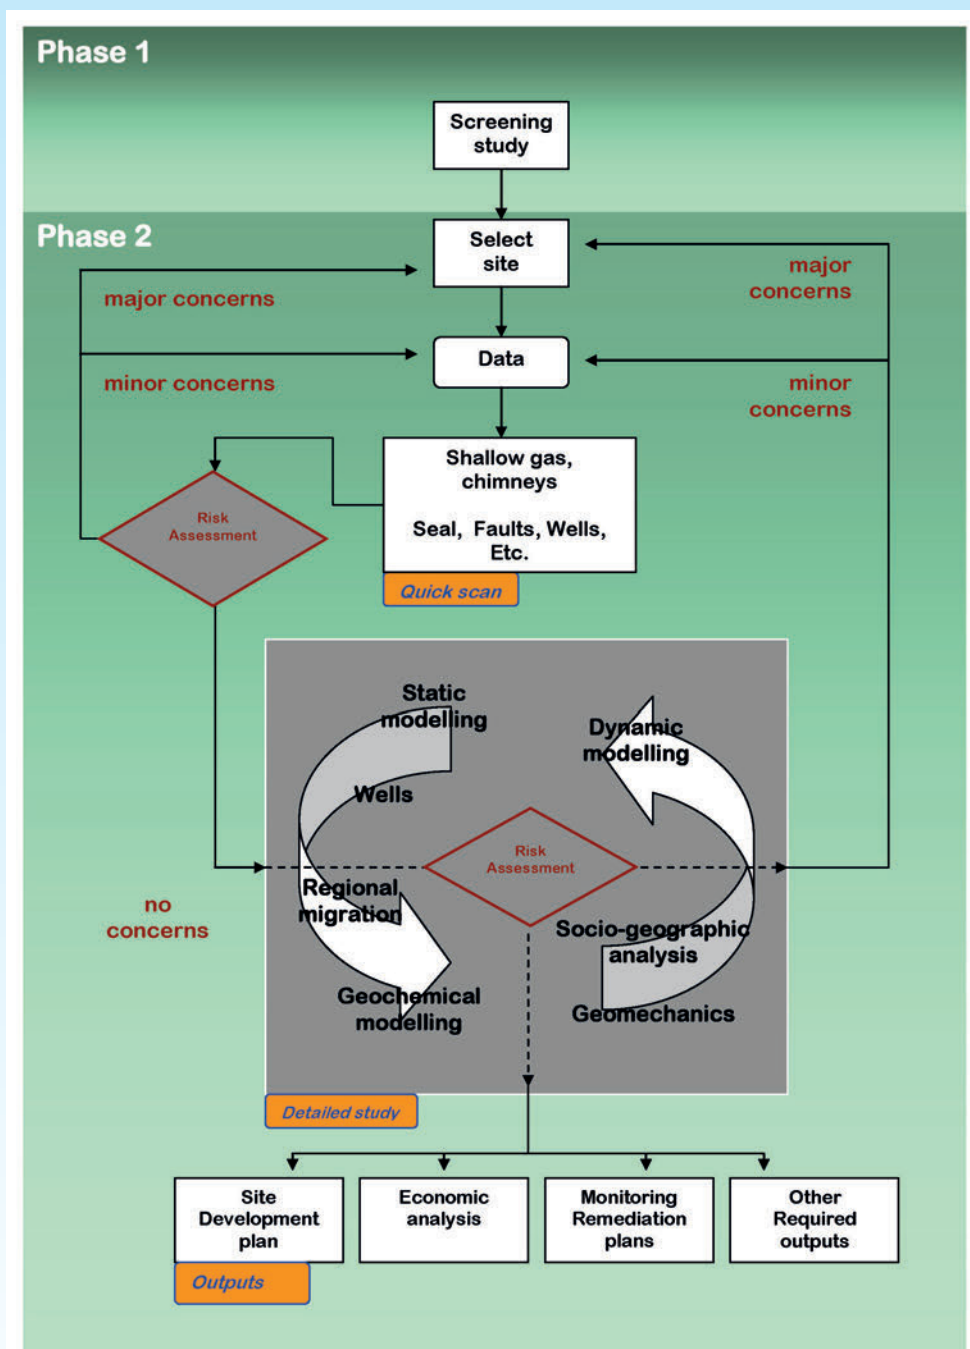 Phase 1
Screening
study
Phase 2
Select
site
major concerns
major
concerns
Data
minor concerns
minor
concerns
Shallow gas,
chimneys
Seal, Faults, Wells,
Etc.
Risk
Assessment
Quick scan
Static
modelling
Dynamic
modelling
Wells
Risk
Assessment
Regional
migration
no
concerns
Socio-geographic
analysis
Geochemical
modelling
Geomechanics
Detailed study
Site
Development
plan
Economic
analysis
Monitoring
Remediation
plans
Other
Required
outputs
Outputs